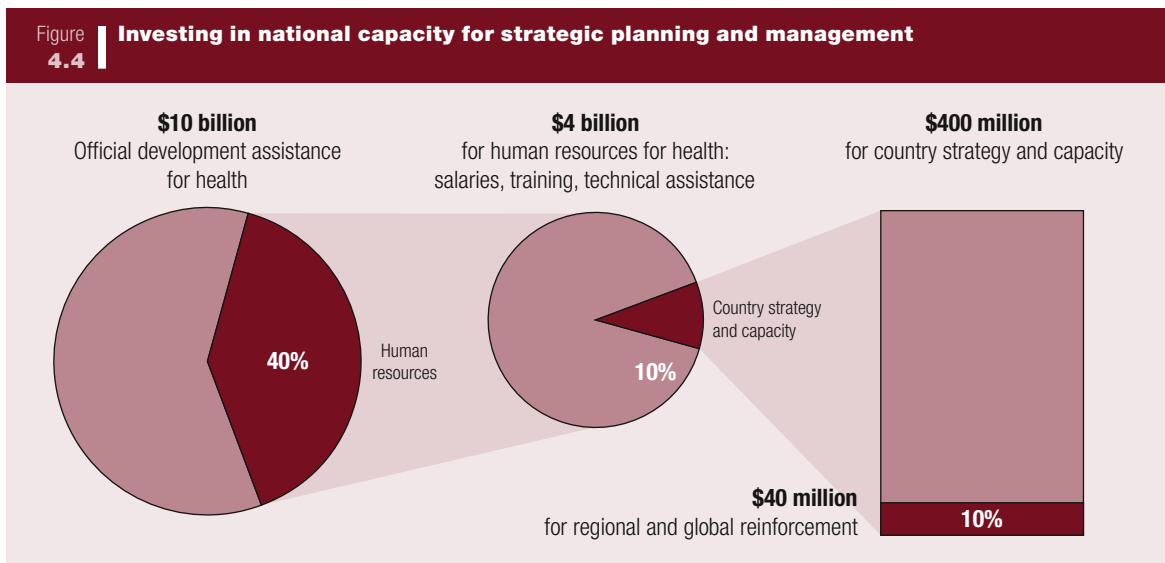 Figure
4.4
Investing in national capacity for strategic planning and management
$10 billion
Official development assistance
for health
40%
Human
resources
$4 billion
for human resources for health:
salaries, training, technical assistance
Country strategy
and capacity
10%
$400 million
for country strategy and capacity
$40 million
for regional and global reinforcement
10%